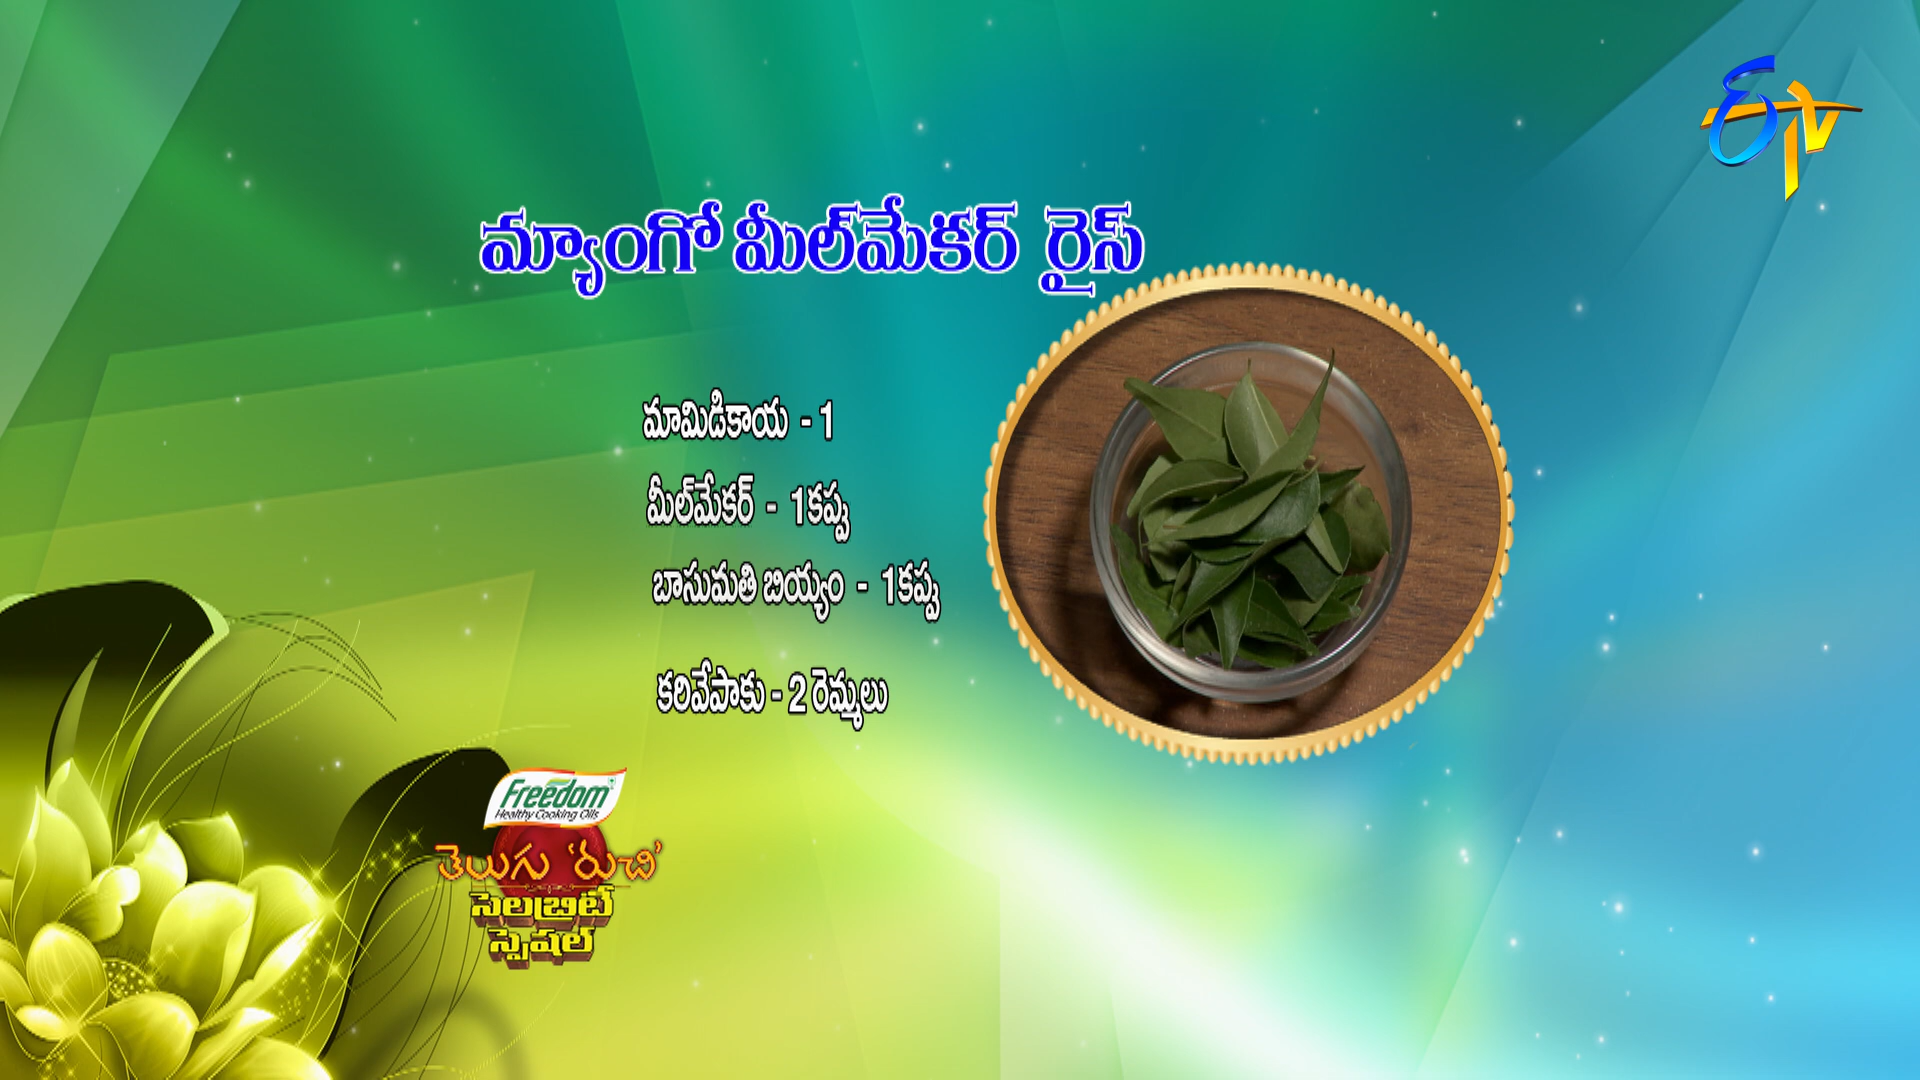 ETV
మ్యాంగో మీల్‌మేకర్ రైస్
మామిడికాయ - 1
మీల్‌మేకర్ - 1కప్పు
బాసుమతి బియ్యం - 1కప్పు
కరివేపాకు - 2 రెమ్మలు
Freedom
Healthy Cooking Oils
తెలుగు 'రుచి'
సెలబ్రిటీ
స్పెషల్